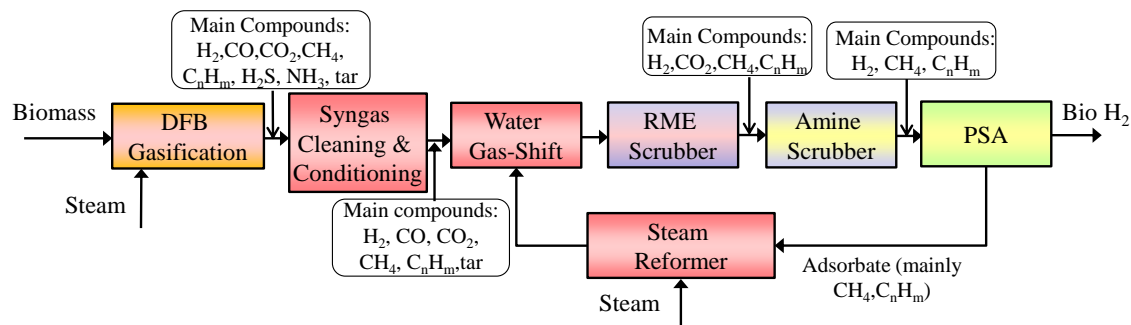 Main Compounds:
H₂,CO,CO₂,CH₄,
CₙHₘ, H₂S, NH₃, tar
Main Compounds:
H₂,CO₂,CH₄,CₙHₘ
Main Compounds:
H₂, CH₄, CₙHₘ
Biomass
DFB
Gasification
Steam
Syngas
Cleaning &
Conditioning
Water
Gas-Shift
RME
Scrubber
Amine
Scrubber
PSA
Bio H₂
Main compounds:
H₂, CO, CO₂,
CH₄, CₙHₘ,tar
Steam
Reformer
Steam
Adsorbate (mainly
CH₄,CₙHₘ)